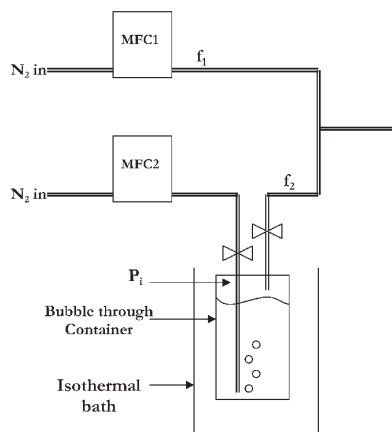 MFC1
N₂ in
f₁
MFC2
N₂ in
f₂
Pᵢ
Bubble through
Container
Isothermal
bath